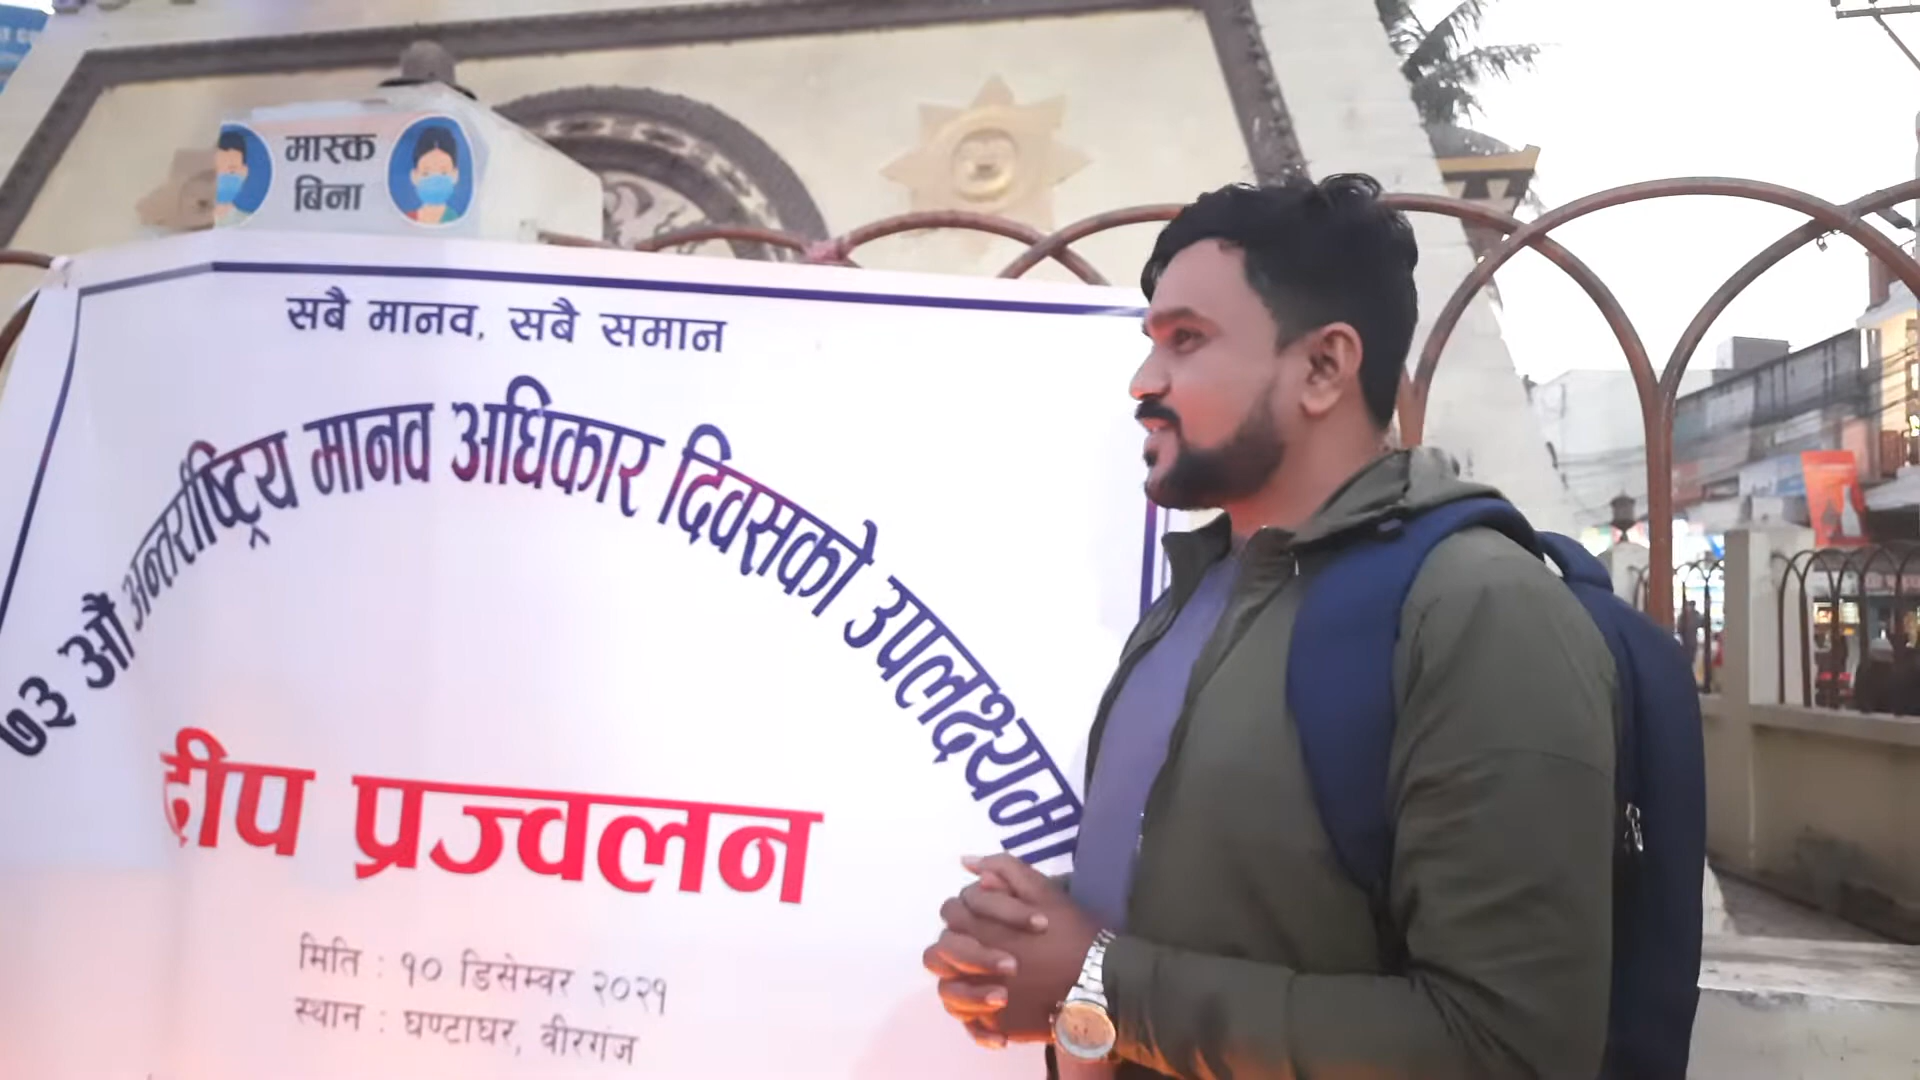 मास्क
बिना
सबै मानव, सबै समान
७३ औं अन्तर्राष्ट्रिय मानव अधिकार दिवसको उपलक्ष्यमा
दीप प्रज्वलन
मिति : १० डिसेम्वर २०२१
स्थान : घण्टाघर, वीरगंज